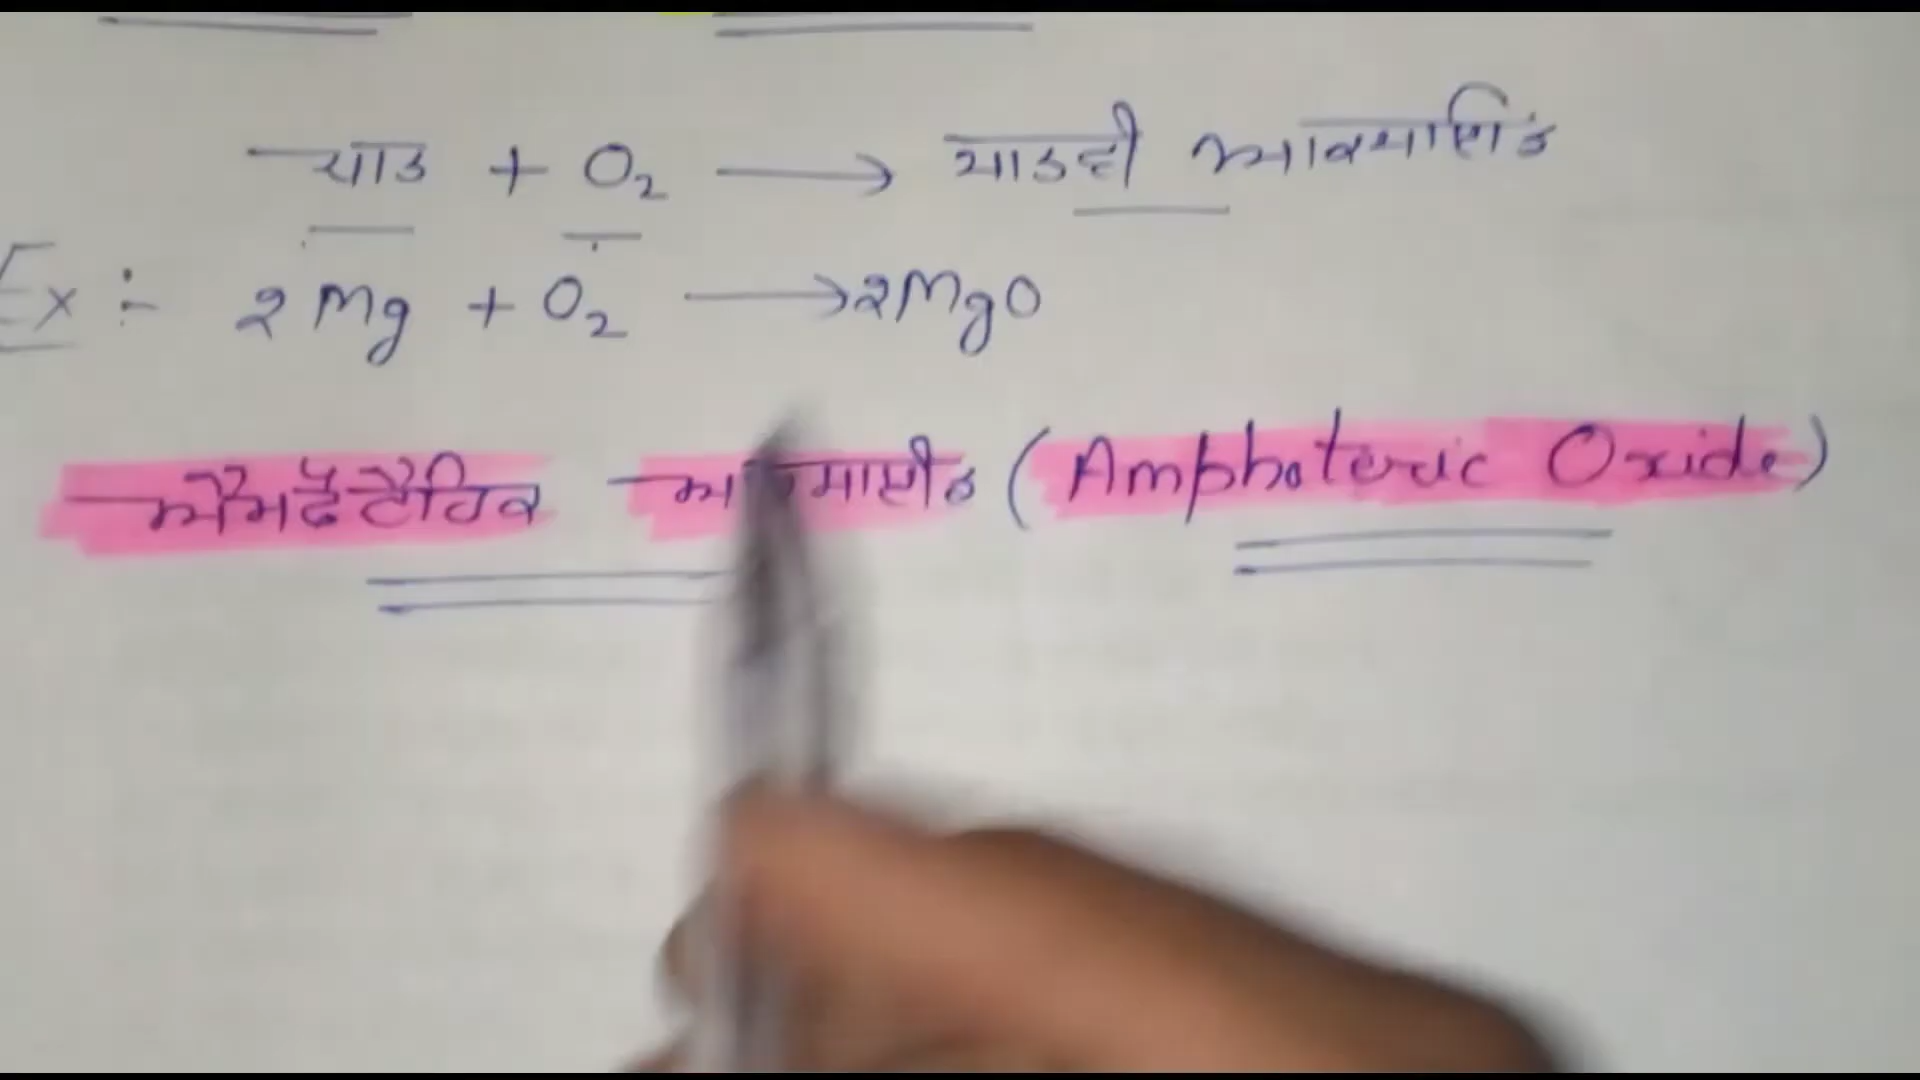 ਧਾਤ + O₂ ⟶ ਧਾਤਵੀ ਆਕਸਾਈਡ
Ex :- 2Mg + O₂ ⟶ 2MgO
ਐਮਫੋਟੈਰਿਕ (Amphoteric Oxide)